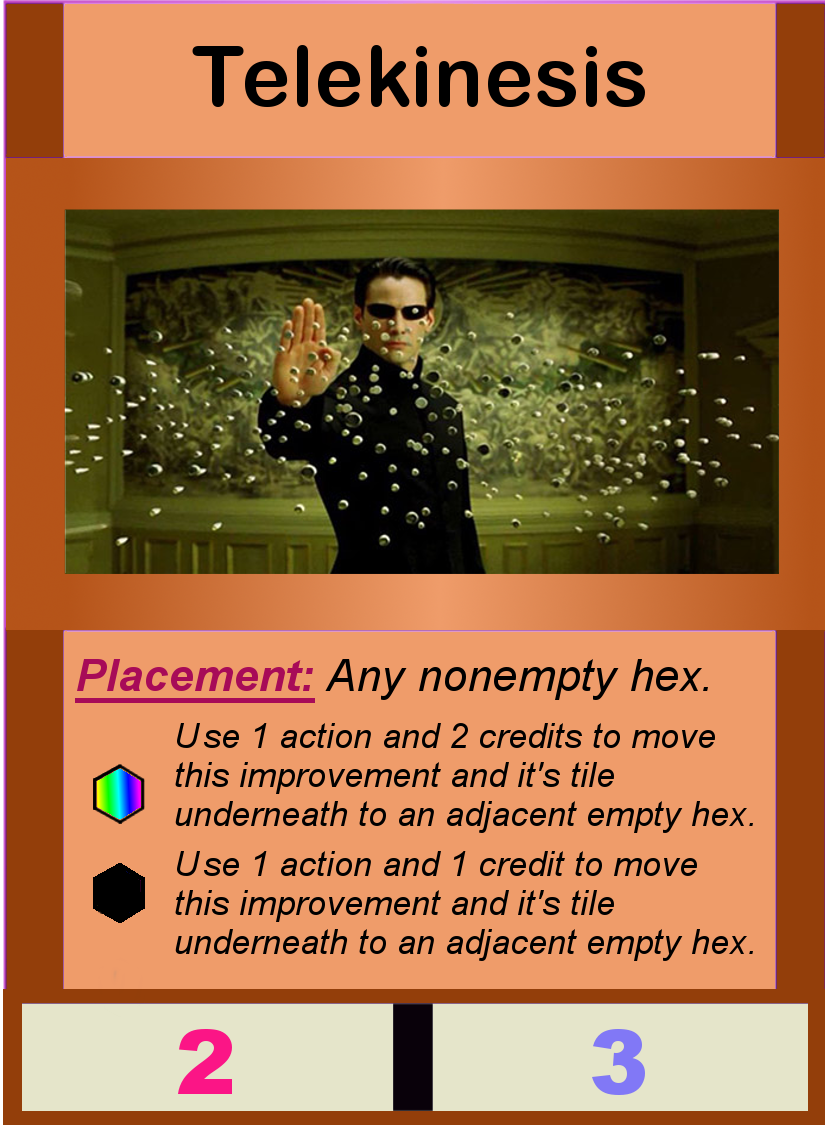 Telekinesis
Placement: Any nonempty hex.
Use 1 action and 2 credits to move
this improvement and it's tile
underneath to an adjacent empty hex.
Use 1 action and 1 credit to move
this improvement and it's tile
underneath to an adjacent empty hex.
2 3